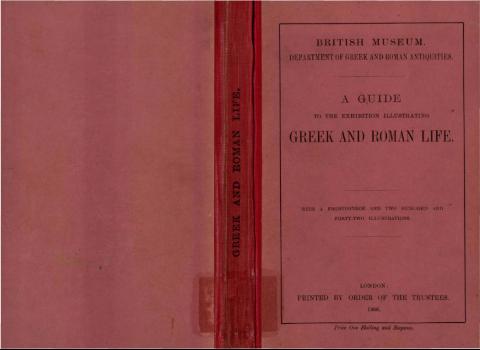 GREEK AND ROMAN LIFE.
BRITISH MUSEUM.
DEPARTMENT OF GREEK AND ROMAN ANTIQUITIES.
A GUIDE
TO THE EXHIBITION ILLUSTRATING
GREEK AND ROMAN LIFE.
WITH A FRONTISPIECE AND TWO HUNDRED AND
FORTY-TWO ILLUSTRATIONS.
LONDON:
PRINTED BY ORDER OF THE TRUSTEES.
1908.
Price One Shilling and Sixpence.